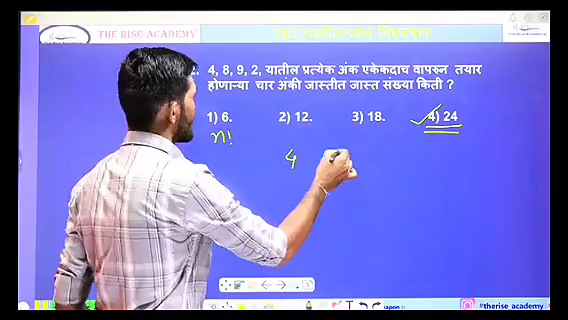 THE RISE ACADEMY
4, 8, 9, 2, यातील प्रत्येक अंक एकेकदाच वापरुन तयार
होणाऱ्या चार अंकी जास्तीत जास्त संख्या किती ?
1) 6. 2) 12. 3) 18. 4) 24
n!
4
#therise_academy